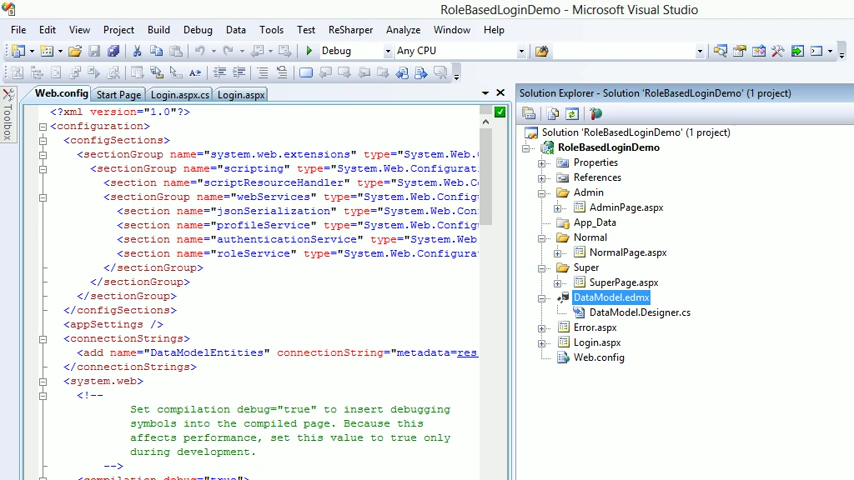 RoleBasedLoginDemo - Microsoft Visual Studio
File Edit View Project Build Debug Data Tools Test ReSharper Analyze Window Help
Debug Any CPU
Web.config Start Page Login.aspx.cs Login.aspx
Toolbox
<?xml version="1.0"?>
<configuration>
<configSections>
<sectionGroup name="system.web.extensions" type="System.Web.
<sectionGroup name="scripting" type="System.Web.Configurat
<section name="scriptResourceHandler" type="System.Web.C
<sectionGroup name="webServices" type="System.Web.Config
<section name="jsonSerialization" type="System.Web.Con
<section name="profileService" type="System.Web.Config
<section name="authenticationService" type="System.Web
<section name="roleService" type="System.Web.Configura
</sectionGroup>
</sectionGroup>
</sectionGroup>
</configSections>
<appSettings />
<connectionStrings>
<add name="DataModelEntities" connectionString="metadata=res
</connectionStrings>
<system.web>
<!--
Set compilation debug="true" to insert debugging
symbols into the compiled page. Because this
affects performance, set this value to true only
during development.
-->
<compilation debug="true">
Solution Explorer - Solution 'RoleBasedLoginDemo' (1 project)
Solution 'RoleBasedLoginDemo' (1 project)
RoleBasedLoginDemo
Properties
References
Admin
AdminPage.aspx
App_Data
Normal
NormalPage.aspx
Super
SuperPage.aspx
DataModel.edmx
DataModel.Designer.cs
Error.aspx
Login.aspx
Web.config